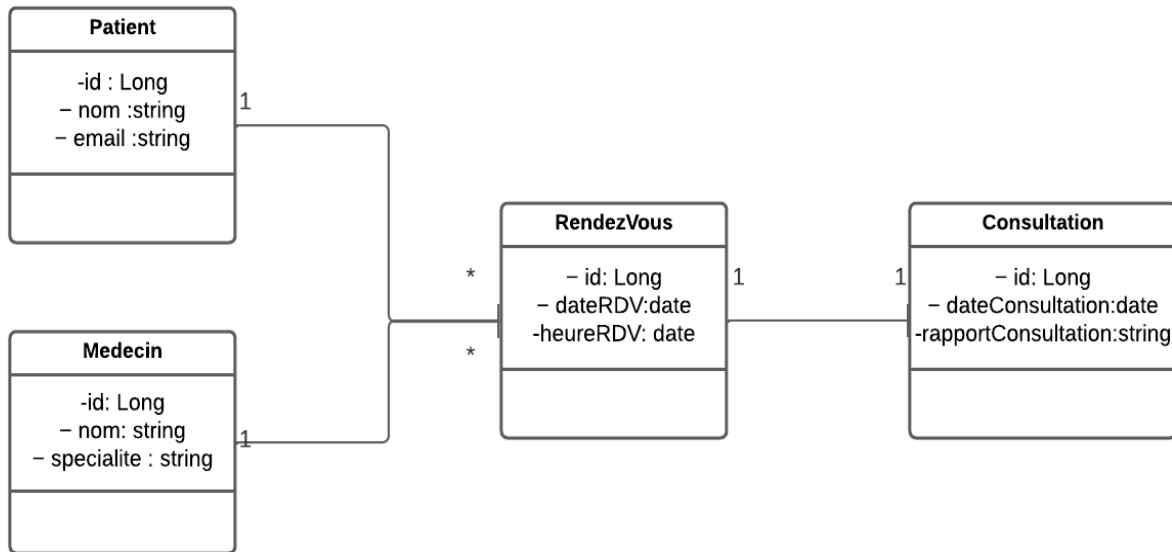 Patient
-id : Long
– nom :string
– email :string
1
Medecin
-id: Long
– nom: string
– specialite : string
1
*
*
RendezVous
– id: Long
– dateRDV:date
-heureRDV: date
1
1
Consultation
– id: Long
– dateConsultation:date
-rapportConsultation:string